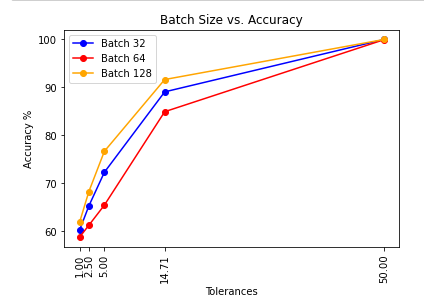 Batch Size vs. Accuracy
Batch 32
Batch 64
Batch 128
Accuracy %
100
90
80
70
60
1.00
2.50
5.00
14.71
50.00
Tolerances